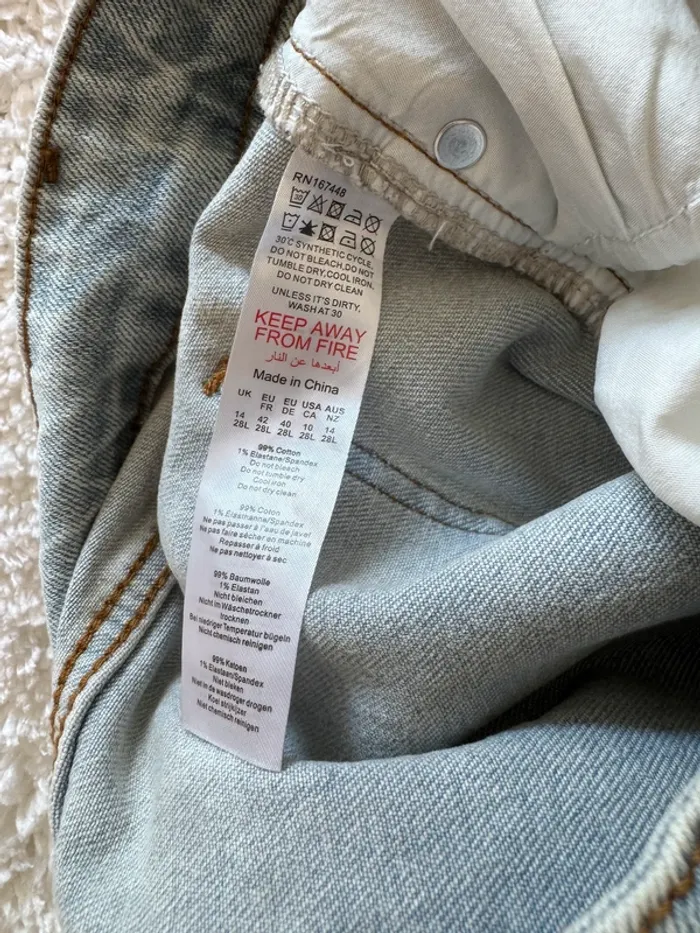 RN167448
30
30°C SYNTHETIC CYCLE,
DO NOT BLEACH,DO NOT
TUMBLE DRY,COOL IRON.
DO NOT DRY CLEAN
UNLESS IT'S DIRTY,
WASH AT 30
KEEP AWAY
FROM FIRE
أبعدها عن النار
Made in China
UK EU FR EU DE USA CA AUS NZ
14 42 40 10 14
28L 28L 28L 28L 28L
99% Cotton
1% Elastane/Spandex
Do not bleach
Do not tumble dry
Cool iron
Do not dry clean
99% Coton
1% Elasthanne/Spandex
Ne pas passer à l'eau de javel
Ne pas faire sécher en machine
Repasser à froid
Ne pas nettoyer à sec
99% Baumwolle
1% Elastan
Nicht bleichen
Nicht im Wäschetrockner
trocknen
Bei niedriger Temperatur bügeln
Nicht chemisch reinigen
99% Katoen
1% Elastaan/Spandex
Niet bleken
Niet in de wasdroger drogen
Koel strijkijzer
Niet chemisch reinigen